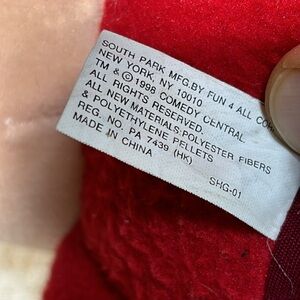 SOUTH PARK MFG.BY FUN 4 ALL
NEW YORK, NY 10010
TM & © 1998 COMEDY CENTRAL
ALL RIGHTS RESERVED.
ALL NEW MATERIALS:POLYESTER FIBERS
& POLYETHYLENE PELLETS
REG. NO. PA 7439 (HK)
MADE IN CHINA
SHG-01